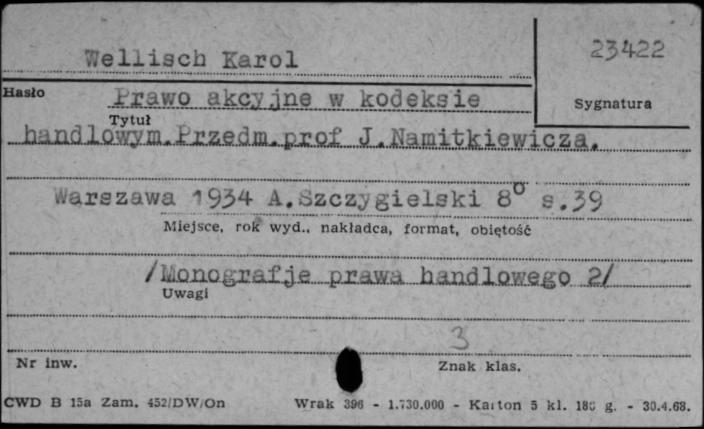 Wellisch Karol
23422
Hasło
Prawo akcyjne w kodeksie
Sygnatura
Tytuł
handlowym.Przedm.prof J.Namitkiewicza.
Warszawa 1934 A.Szczygielski 8° s.39
Miejsce, rok wyd., nakładca, format, objętość
/Monografje prawa handlowego 2/
Uwagi
3
Nr inw.
Znak klas.
CWD B 15a Zam. 452/DW/On Wrak 396 - 1.730.000 - Karton 5 kl. 180 g. - 30.4.68.